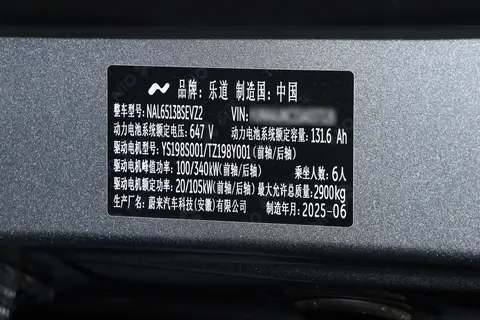 品牌: 乐道 制造国: 中国
整车型号: NAL6513BSEVZ2 VIN:
动力电池系统额定电压: 647 V 动力电池系统额定容量: 131.6 Ah
驱动电机型号: YS198S001/TZ198Y001 (前轴/后轴)
驱动电机峰值功率: 100/340kW(前轴/后轴) 乘坐人数: 6人
驱动电机额定功率: 20/105kW(前轴/后轴) 最大允许总质量: 2900kg
生产厂名: 蔚来汽车科技(安徽)有限公司 制造年月: 2025-06